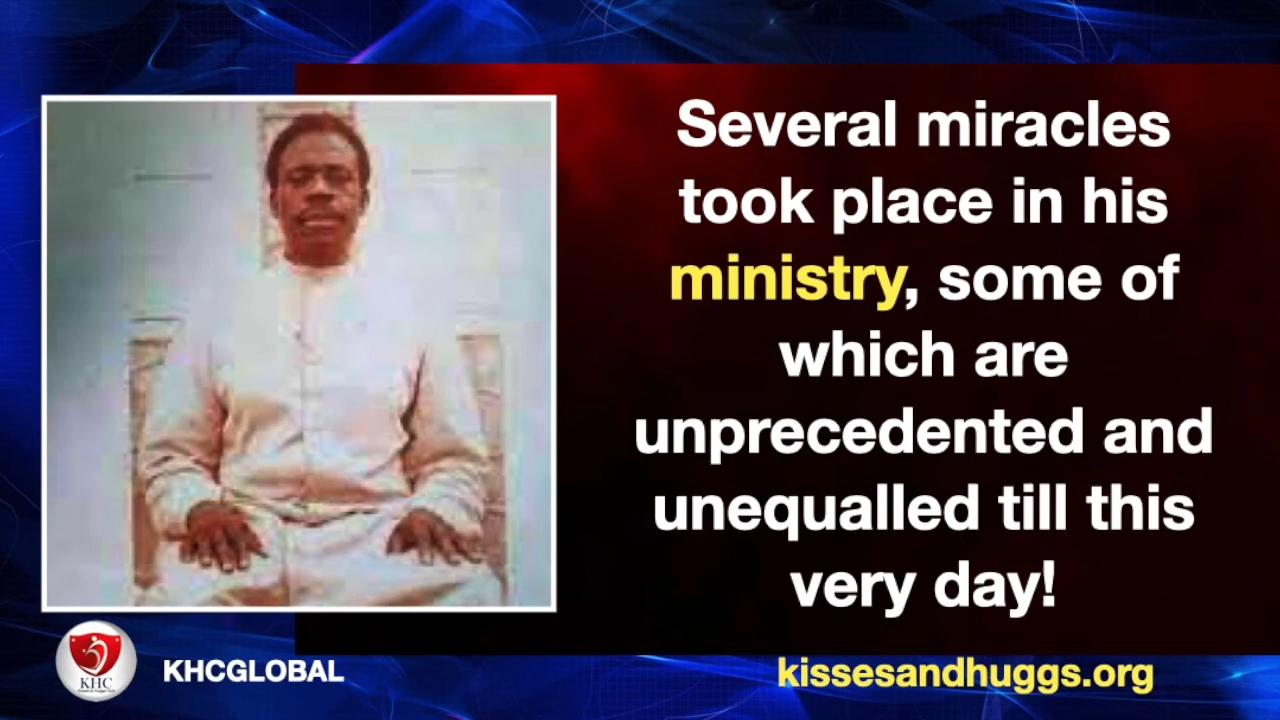 Several miracles
took place in his
ministry, some of
which are
unprecedented and
unequalled till this
very day!
KHC
KHCGLOBAL
kissesandhuggs.org